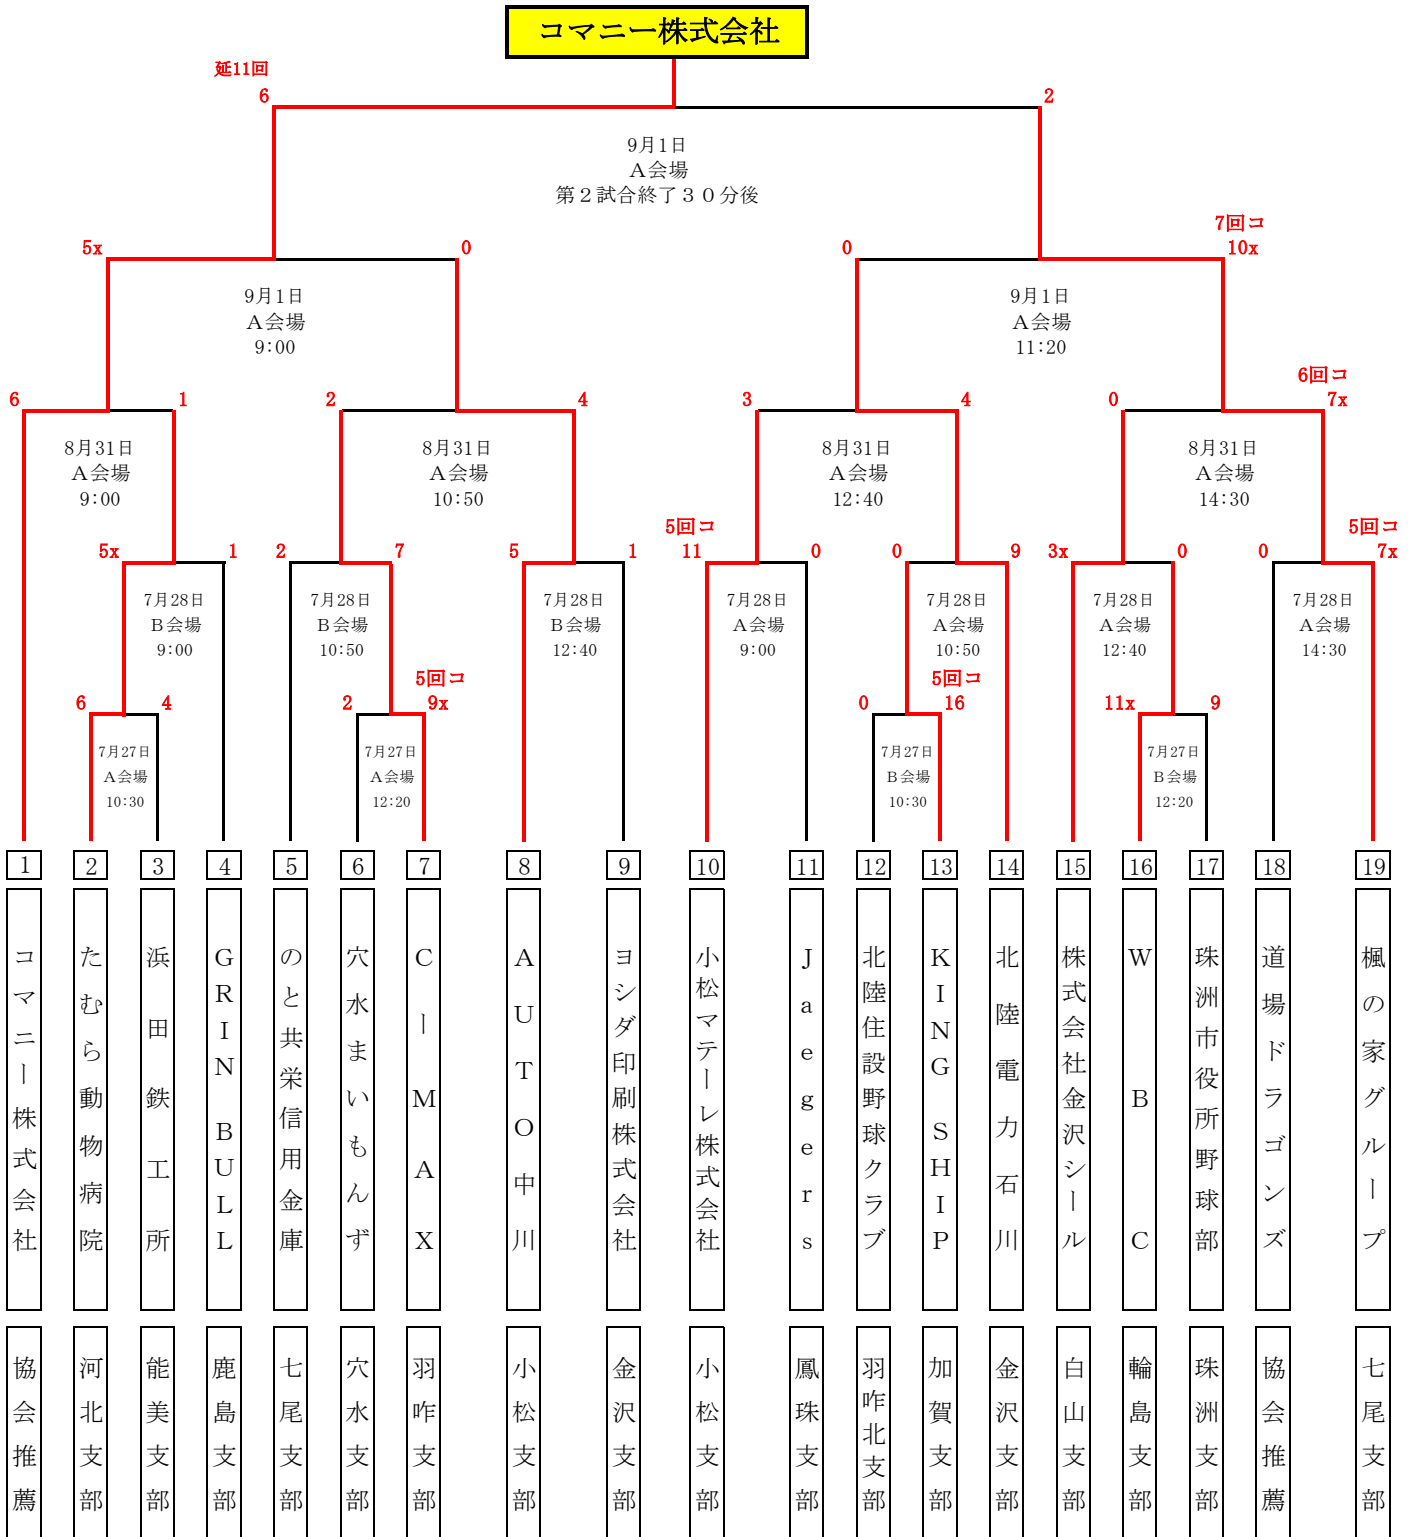 コマニー株式会社
延11回
6
2
9月1日
A会場
第２試合終了３０分後
7回コ
5x
0
0
10x
9月1日
A会場
9:00
9月1日
A会場
11:20
6回コ
6
1
2
4
3
4
0
7x
8月31日
A会場
9:00
8月31日
A会場
10:50
8月31日
A会場
12:40
8月31日
A会場
14:30
5回コ
5回コ
5x
1
2
7
5
1
11
0
0
9
3x
0
0
7x
7月28日
B会場
9:00
7月28日
B会場
10:50
7月28日
B会場
12:40
7月28日
A会場
9:00
7月28日
A会場
10:50
7月28日
A会場
12:40
7月28日
A会場
14:30
5回コ
5回コ
6
4
2
9x
0
16
11x
9
7月27日
A会場
10:30
7月27日
A会場
12:20
7月27日
B会場
10:30
7月27日
B会場
12:20
1
2
3
4
5
6
7
8
9
10
11
12
13
14
15
16
17
18
19
コマニー株式会社
たむら動物病院
浜田鉄工所
GRIN BULL
のと共栄信用金庫
穴水まいもんず
CーMAX
AUTO中川
ヨシダ印刷株式会社
小松マテーレ株式会社
Jaegers
北陸住設野球クラブ
KING SHIP
北陸電力石川
株式会社金沢シール
WBC
珠洲市役所野球部
道場ドラゴンズ
楓の家グループ
協会推薦
河北支部
能美支部
鹿島支部
七尾支部
穴水支部
羽咋支部
小松支部
金沢支部
小松支部
鳳珠支部
羽咋北支部
加賀支部
金沢支部
白山支部
輪島支部
珠洲支部
協会推薦
七尾支部